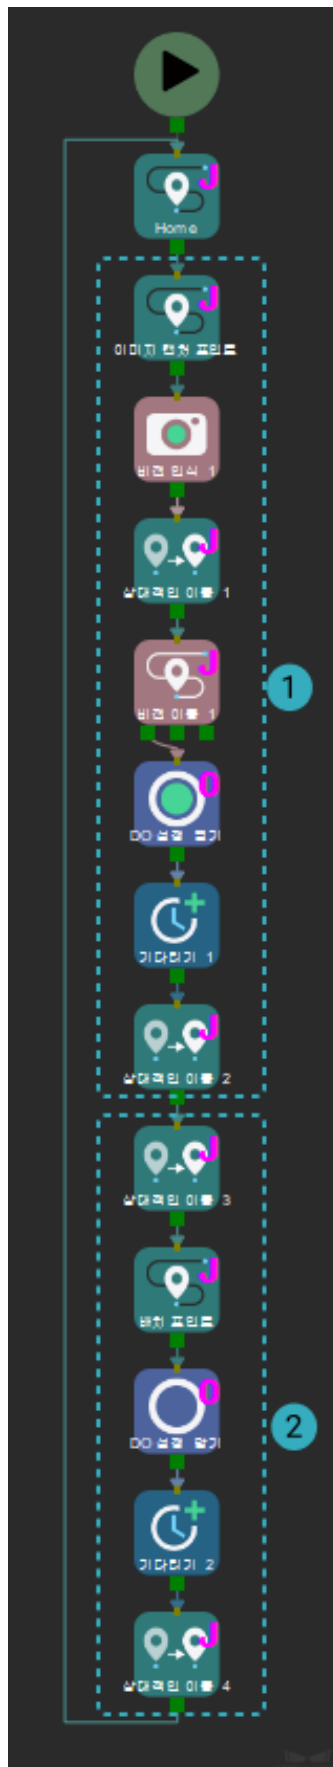 J
Home
J
이미지 캡처 포인트
비전 인식 1
J
상대적인 이동 1
J
비전 이동 1
1
O
DO 설정 열기
기다리기 1
J
상대적인 이동 2
J
상대적인 이동 3
J
배치 포인트
O
DO 설정 닫기
2
기다리기 2
J
상대적인 이동 4